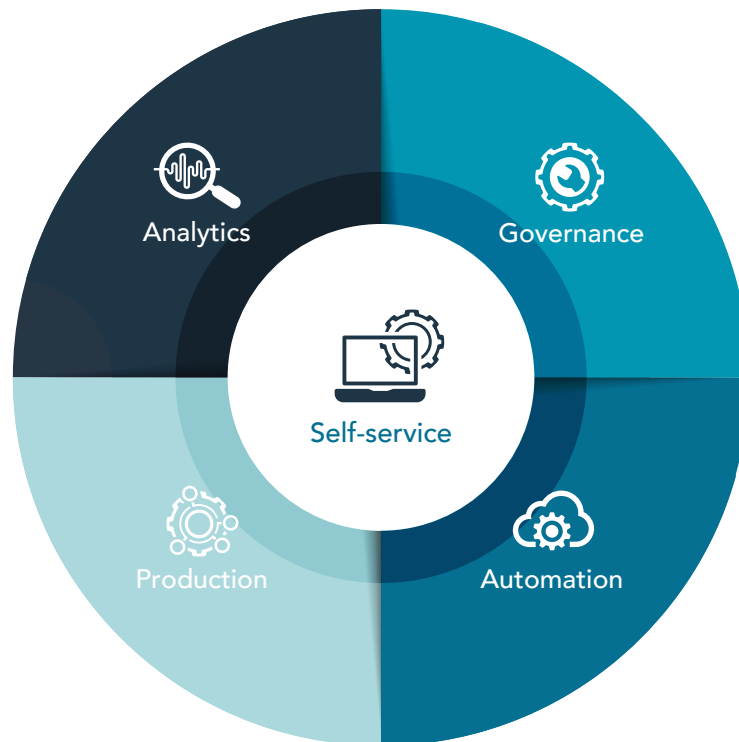 Analytics
Governance
Self-service
Production
Automation